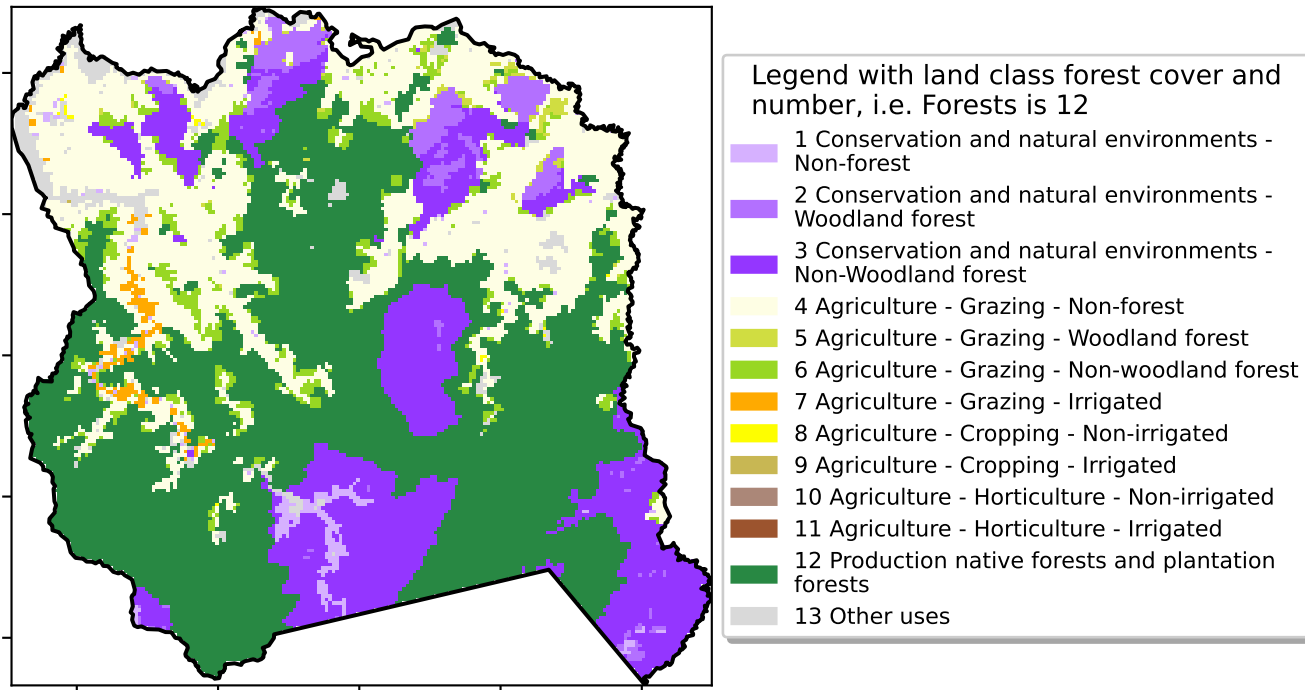 Legend with land class forest cover and
number, i.e. Forests is 12
1 Conservation and natural environments -
Non-forest
2 Conservation and natural environments -
Woodland forest
3 Conservation and natural environments -
Non-Woodland forest
4 Agriculture - Grazing - Non-forest
5 Agriculture - Grazing - Woodland forest
6 Agriculture - Grazing - Non-woodland forest
7 Agriculture - Grazing - Irrigated
8 Agriculture - Cropping - Non-irrigated
9 Agriculture - Cropping - Irrigated
10 Agriculture - Horticulture - Non-irrigated
11 Agriculture - Horticulture - Irrigated
12 Production native forests and plantation
forests
13 Other uses